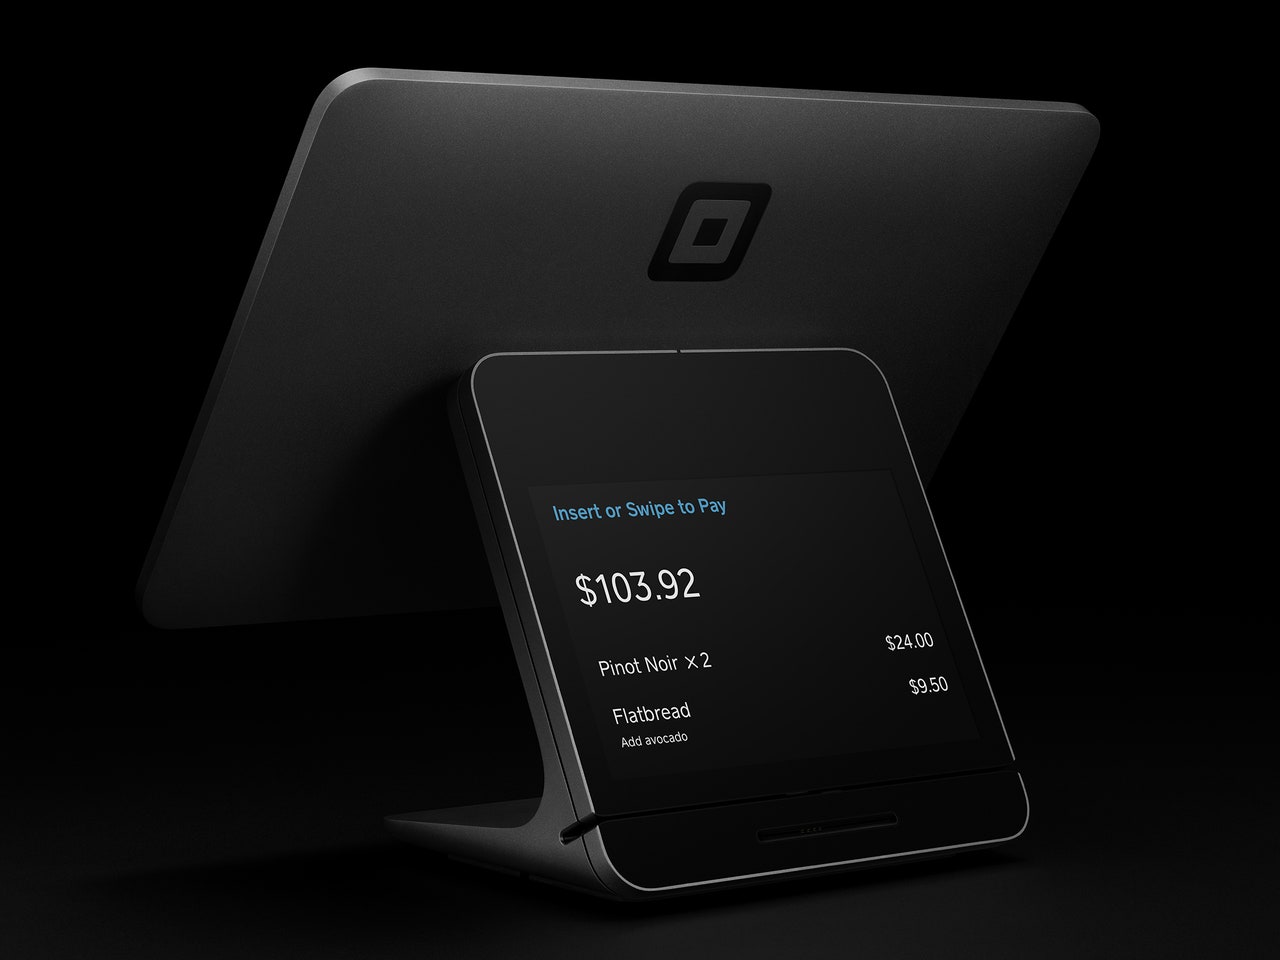 Insert or Swipe to Pay
$103.92
Pinot Noir ×2 $24.00
Flatbread $9.50
Add avocado